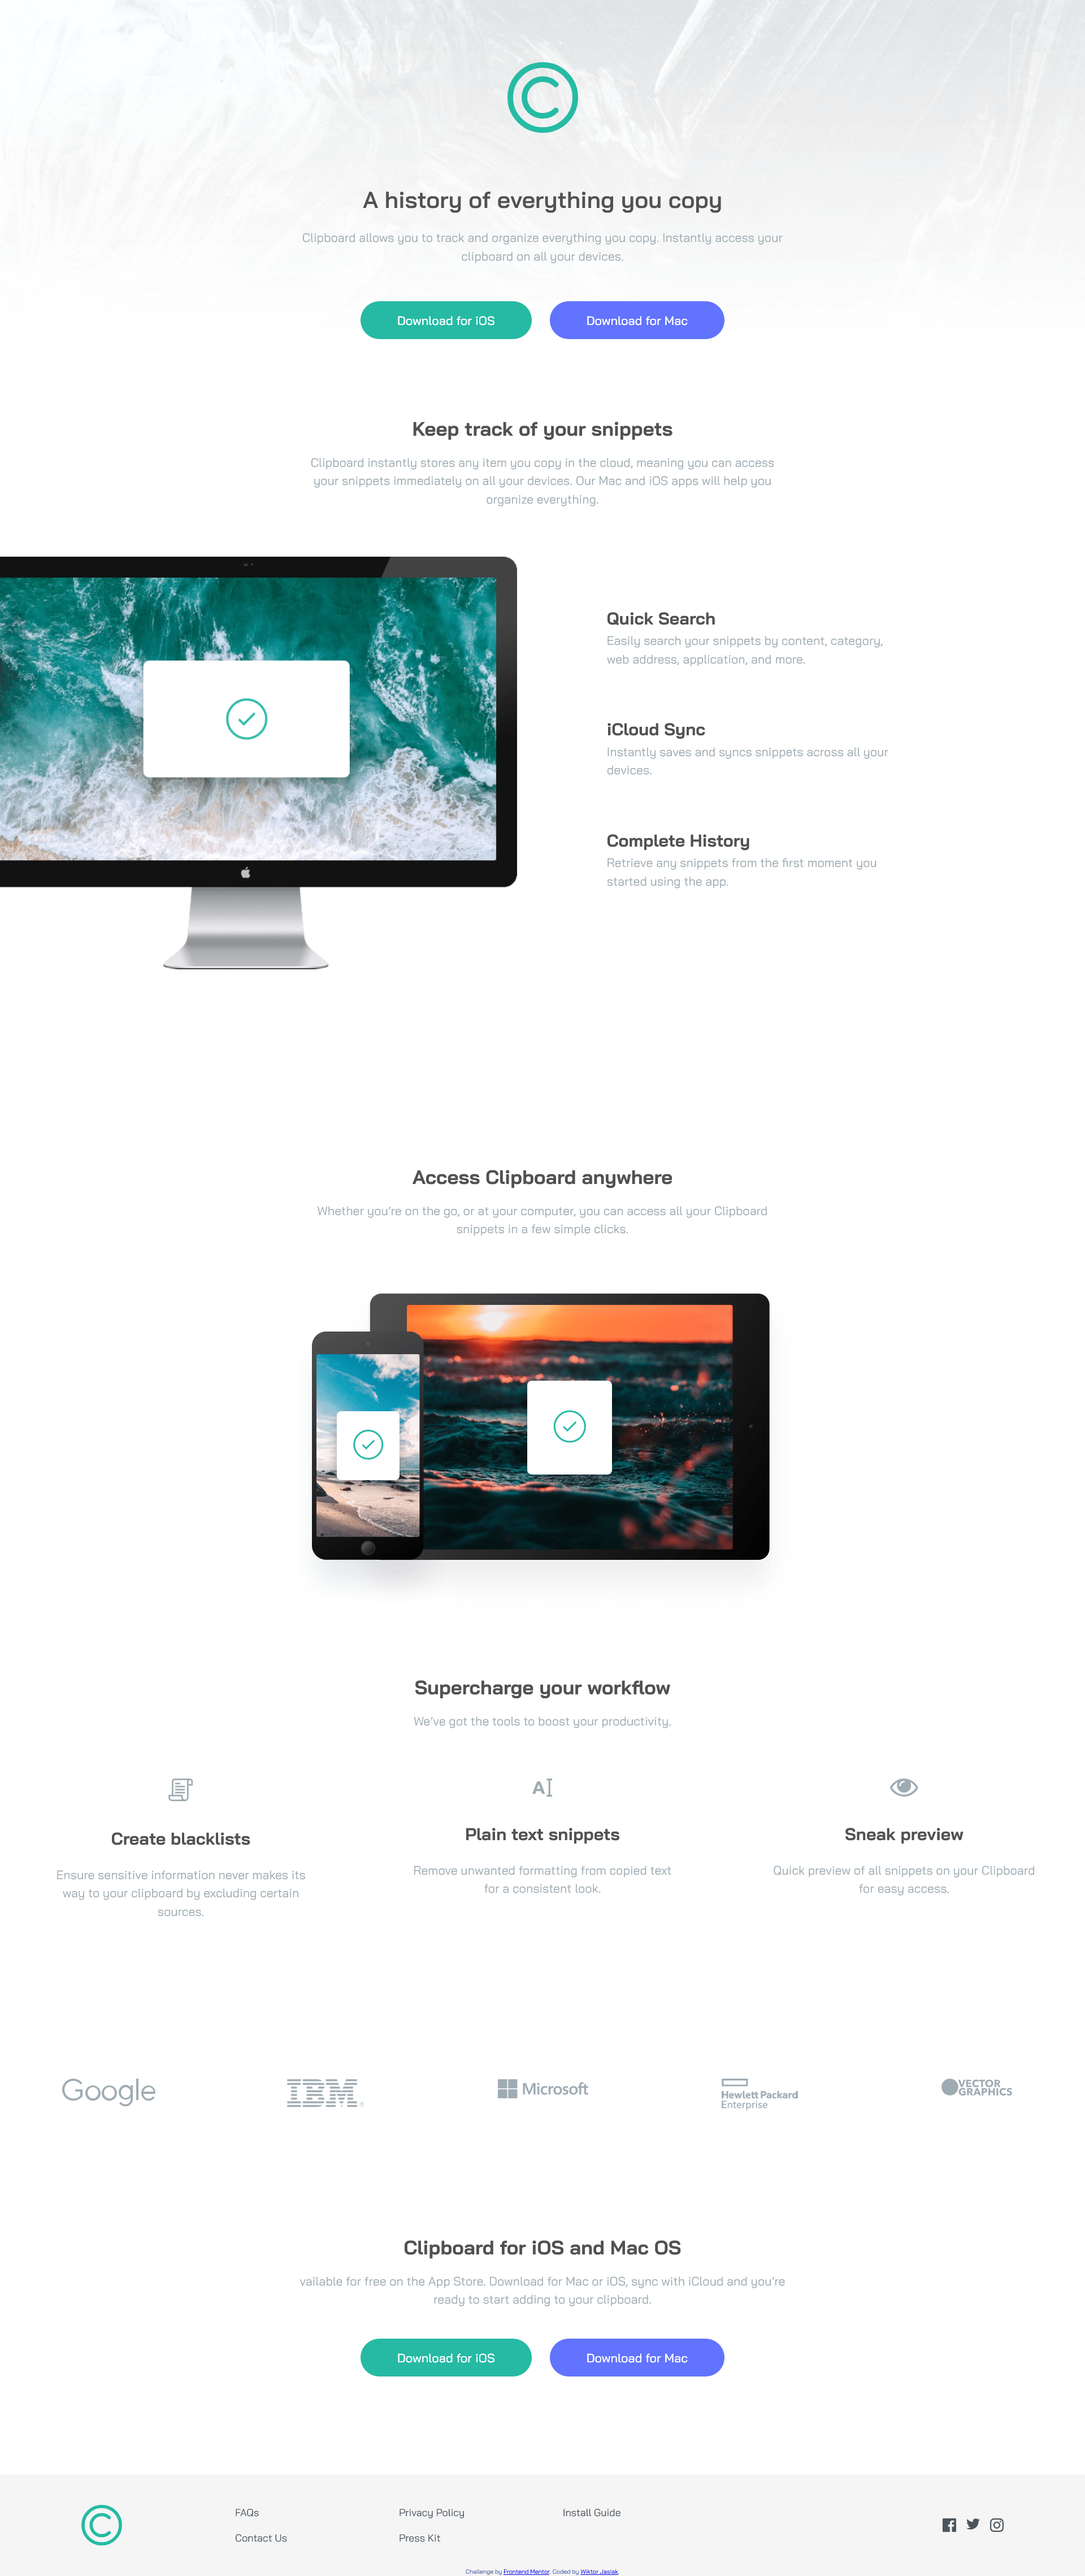 A history of everything you copy
Clipboard allows you to track and organize everything you copy. Instantly access your
clipboard on all your devices.
Download for iOS
Download for Mac
Keep track of your snippets
Clipboard instantly stores any item you copy in the cloud, meaning you can access
your snippets immediately on all your devices. Our Mac and iOS apps will help you
organize everything.
Quick Search
Easily search your snippets by content, category,
web address, application, and more.
iCloud Sync
Instantly saves and syncs snippets across all your
devices.
Complete History
Retrieve any snippets from the first moment you
started using the app.
Access Clipboard anywhere
Whether you're on the go, or at your computer, you can access all your Clipboard
snippets in a few simple clicks.
Supercharge your workflow
We've got the tools to boost your productivity.
A
Create blacklists
Ensure sensitive information never makes its
way to your clipboard by excluding certain
sources.
Plain text snippets
Remove unwanted formatting from copied text
for a consistent look.
Sneak preview
Quick preview of all snippets on your Clipboard
for easy access.
Google
IBM
Microsoft
Hewlett Packard
Enterprise
VECTOR
GRAPHICS
Clipboard for iOS and Mac OS
vailable for free on the App Store. Download for Mac or iOS, sync with iCloud and you're
ready to start adding to your clipboard.
Download for iOS
Download for Mac
FAQs
Contact Us
Privacy Policy
Press Kit
Install Guide
Challenge by Frontend Mentor. Coded by Wiktor Jasiak.